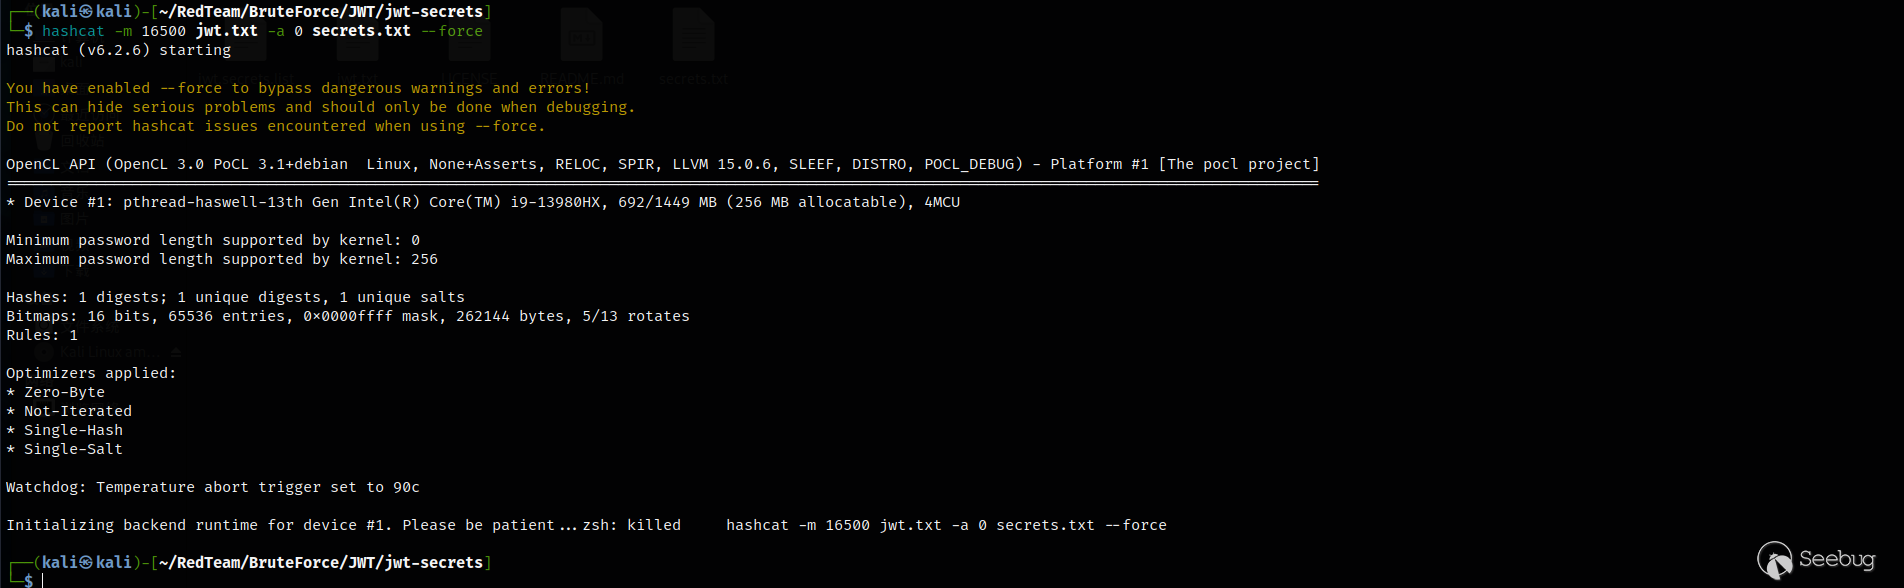 ┌──(kali㉿kali)-[~/RedTeam/BruteForce/JWT/jwt-secrets]
└─$ hashcat -m 16500 jwt.txt -a 0 secrets.txt --force
hashcat (v6.2.6) starting
README.md secrets.txt
You have enabled --force to bypass dangerous warnings and errors!
This can hide serious problems and should only be done when debugging.
Do not report hashcat issues encountered when using --force.
OpenCL API (OpenCL 3.0 PoCL 3.1+debian  Linux, None+Asserts, RELOC, SPIR, LLVM 15.0.6, SLEEF, DISTRO, POCL_DEBUG) - Platform #1 [The pocl project]
* Device #1: pthread-haswell-13th Gen Intel(R) Core(TM) i9-13980HX, 692/1449 MB (256 MB allocatable), 4MCU
Minimum password length supported by kernel: 0
Maximum password length supported by kernel: 256
Hashes: 1 digests; 1 unique digests, 1 unique salts
Bitmaps: 16 bits, 65536 entries, 0x0000ffff mask, 262144 bytes, 5/13 rotates
Rules: 1
Optimizers applied:
* Zero-Byte
* Not-Iterated
* Single-Hash
* Single-Salt
Watchdog: Temperature abort trigger set to 90c
Initializing backend runtime for device #1. Please be patient...zsh: killed     hashcat -m 16500 jwt.txt -a 0 secrets.txt --force
┌──(kali㉿kali)-[~/RedTeam/BruteForce/JWT/jwt-secrets]
└─$
Seebug